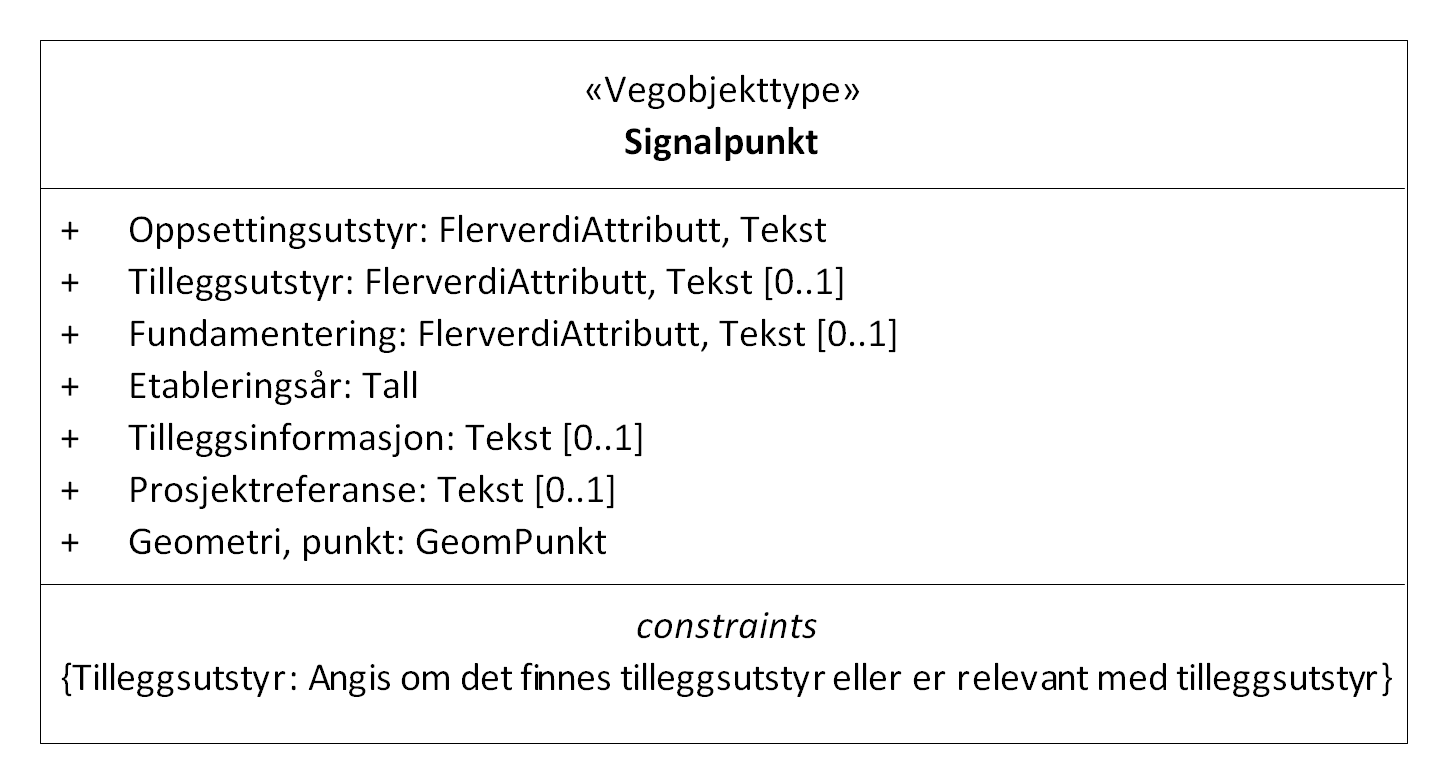 «Vegobjekttype»
Signalpunkt
+ Oppsettingsutstyr: FlerverdiAttributt, Tekst
+ Tilleggsutstyr: FlerverdiAttributt, Tekst [0..1]
+ Fundamentering: FlerverdiAttributt, Tekst [0..1]
+ Etableringsår: Tall
+ Tilleggsinformasjon: Tekst [0..1]
+ Prosjektreferanse: Tekst [0..1]
+ Geometri, punkt: GeomPunkt
constraints
{Tilleggsutstyr: Angis om det finnes tilleggsutstyr eller er relevant med tilleggsutstyr}